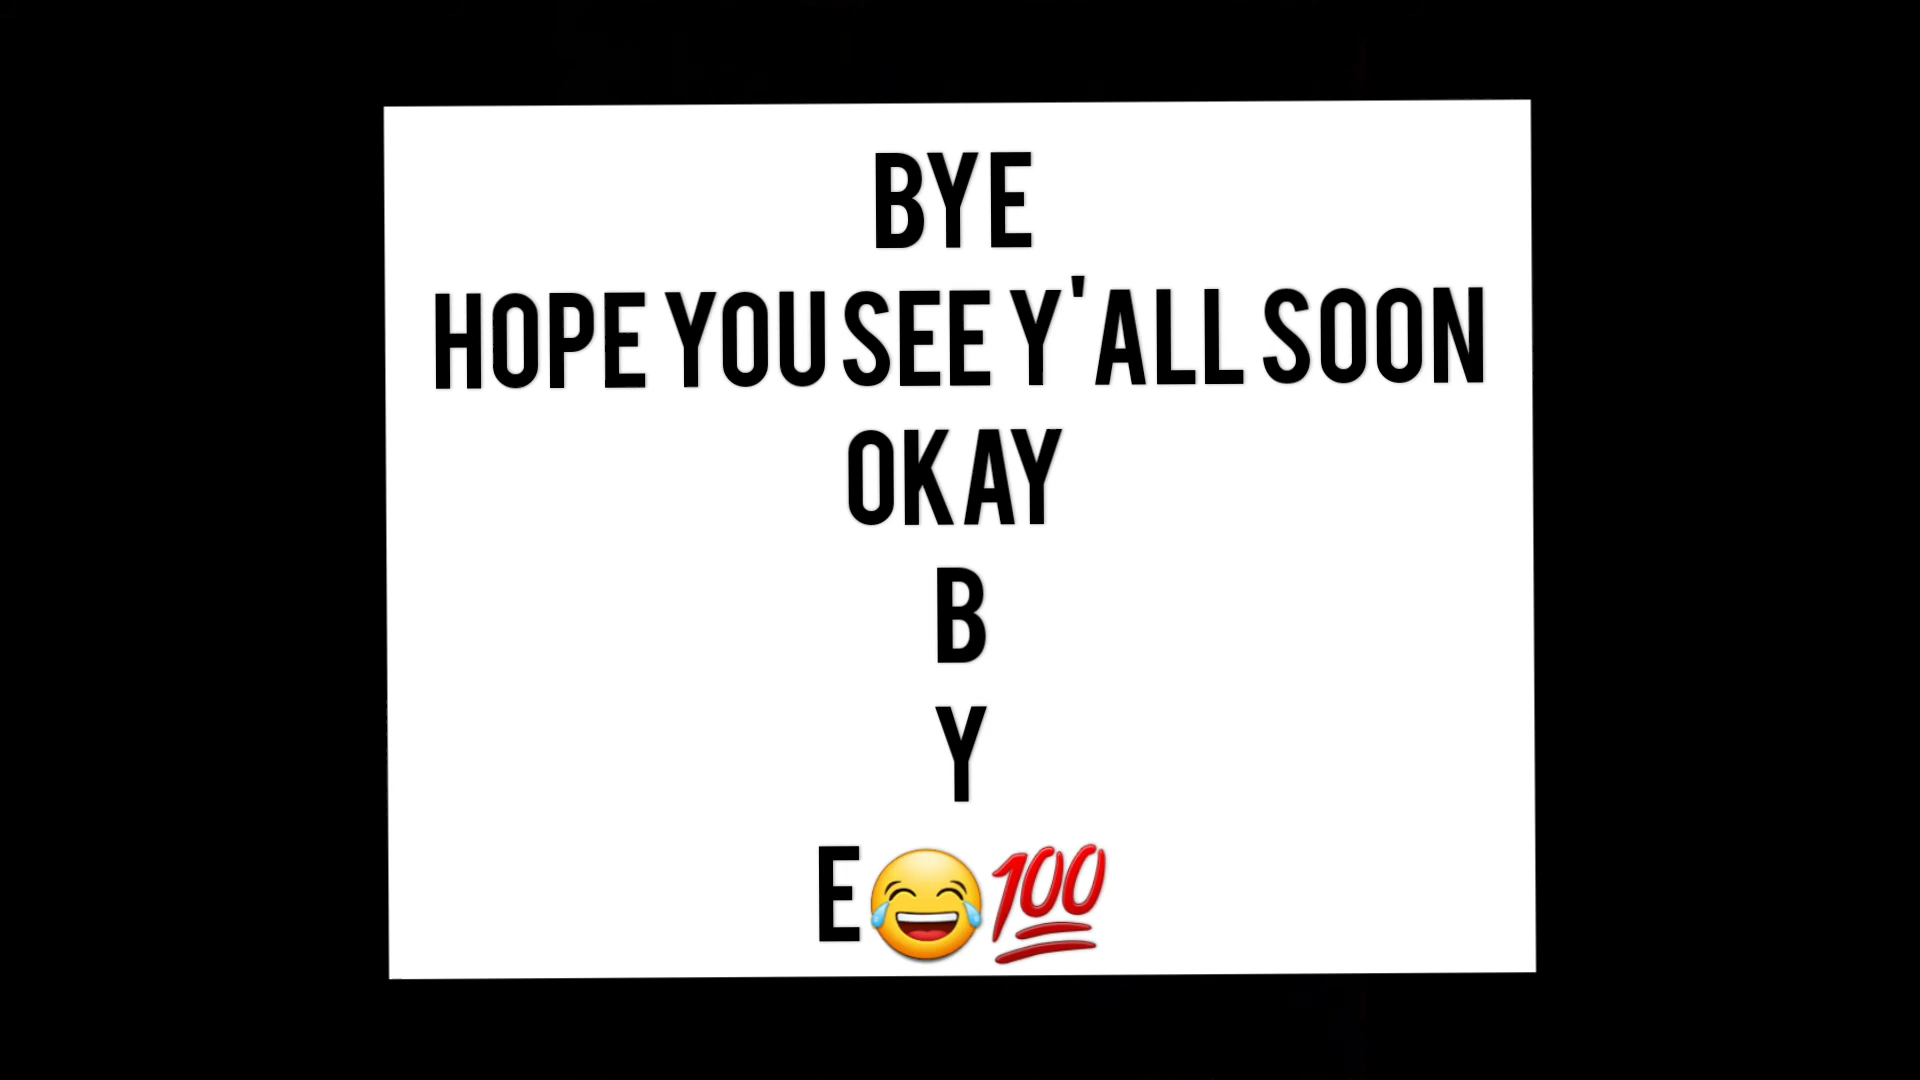 BYE
HOPE YOU SEE Y'ALL SOON
OKAY
B
Y
E😂💯